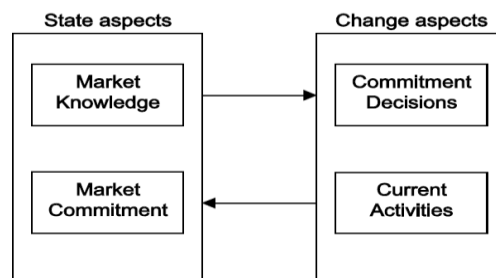 State aspects
Change aspects
Market
Knowledge
Commitment
Decisions
Market
Commitment
Current
Activities